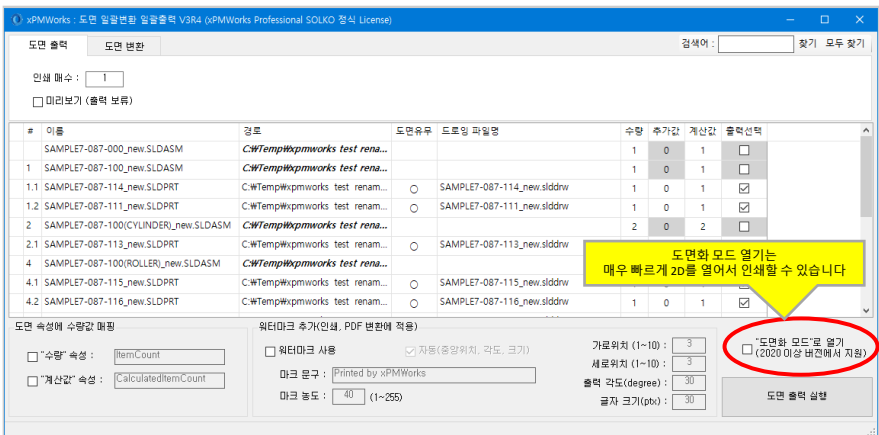 xPMWorks : 도면 일괄변환 일괄출력 V3R4 (xPMWorks Professional SOLKO 정식 License)
도면 출력 도면 변환 검색어 : 찾기 모두 찾기
인쇄 매수 : 1
미리보기 (출력 보류)
# 이름 경로 도면유무 드로잉 파일명 수량 추가값 계산값 출력선택
SAMPLE7-087-000_new.SLDASM C:₩Temp₩xpmworks test rena... 1 0 1
1 SAMPLE7-087-100_new.SLDASM C:₩Temp₩xpmworks test rena... 1 0 1
1.1 SAMPLE7-087-114_new.SLDPRT C:₩Temp₩xpmworks test renam... ○ SAMPLE7-087-114_new.slddrw 1 0 1
1.2 SAMPLE7-087-111_new.SLDPRT C:₩Temp₩xpmworks test renam... ○ SAMPLE7-087-111_new.slddrw 1 0 1
2 SAMPLE7-087-100(CYLINDER)_new.SLDASM C:₩Temp₩xpmworks test rena... 2 0 2
2.1 SAMPLE7-087-113_new.SLDPRT C:₩Temp₩xpmworks test renam... ○ SAMPLE7-087-113_new.slddrw
4 SAMPLE7-087-100(ROLLER)_new.SLDASM C:₩Temp₩xpmworks test rena...
4.1 SAMPLE7-087-115_new.SLDPRT C:₩Temp₩xpmworks test renam... ○ SAMPLE7-087-115_new.slddrw
4.2 SAMPLE7-087-116_new.SLDPRT C:₩Temp₩xpmworks test renam... ○ SAMPLE7-087-116_new.slddrw 1 0 1
도면화 모드 열기는
매우 빠르게 2D를 열어서 인쇄할 수 있습니다
도면 속성에 수량값 매핑
"수량" 속성 : ItemCount
"계산값" 속성 : CalculatedItemCount
워터마크 추가(인쇄, PDF 변환에 적용)
워터마크 사용 자동(중앙위치, 각도, 크기)
마크 문구 : Printed by xPMWorks
마크 농도 : 40 (1~255)
가로위치 (1~10) : 3
세로위치 (1~10) : 3
출력 각도(degree) : 30
글자 크기(ptx) : 30
"도면화 모드"로 열기
(2020 이상 버전에서 지원)
도면 출력 실행